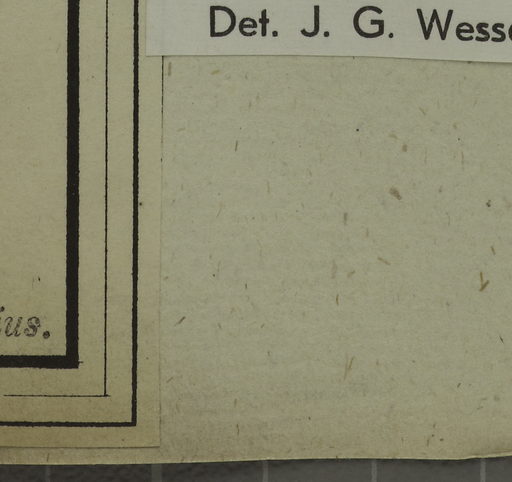 Det. J. G. Wess
ius.